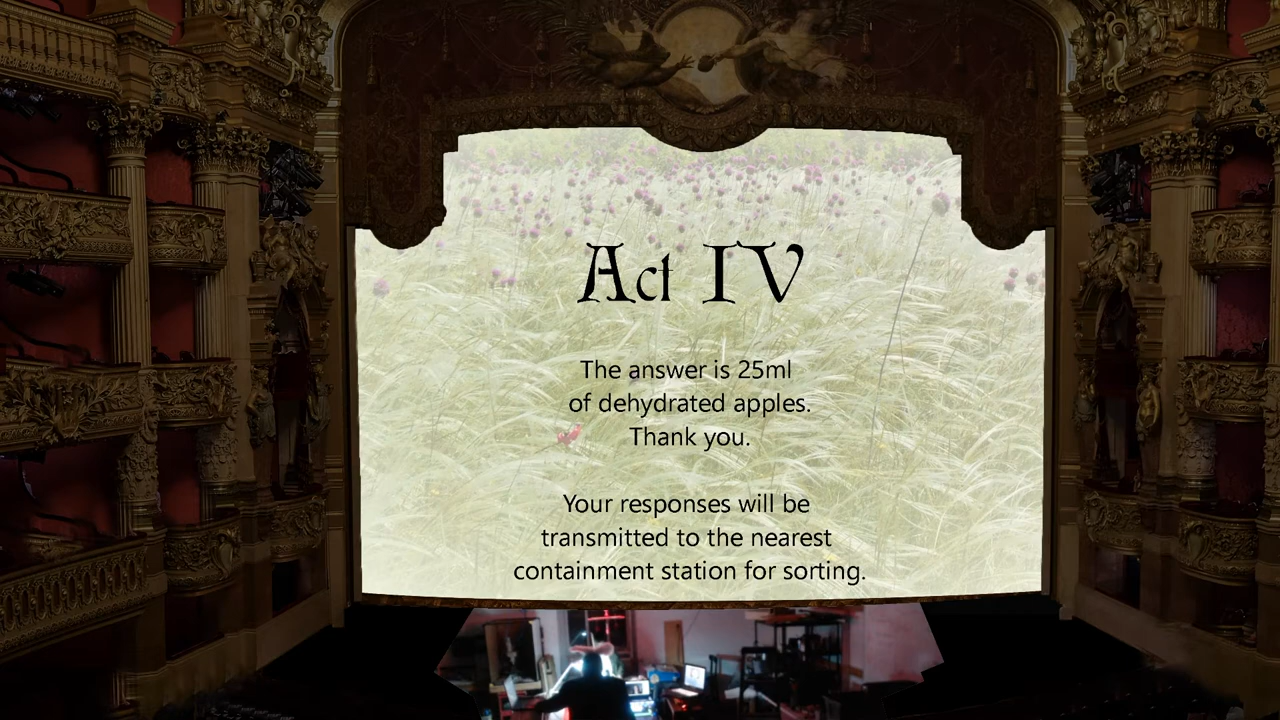 Act IV
The answer is 25ml
of dehydrated apples.
Thank you.
Your responses will be
transmitted to the nearest
containment station for sorting.